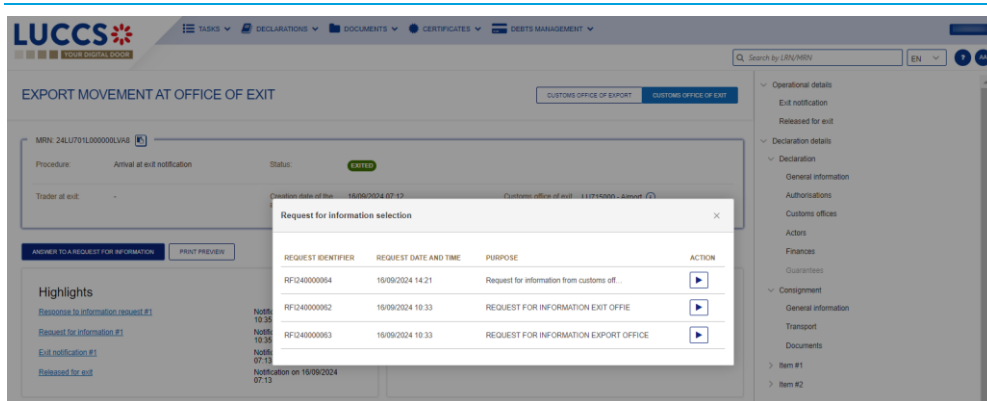 LUCCS
YOUR DIGITAL DOOR
TASKS DECLARATIONS DOCUMENTS CERTIFICATES DEBTS MANAGEMENT
Search by LRN/MRN EN ?
EXPORT MOVEMENT AT OFFICE OF EXIT
CUSTOMS OFFICE OF EXPORT CUSTOMS OFFICE OF EXIT
MRN: 24LU701L000000LVA8
Procedure: Arrival at exit notification Status: EXITED
Trader at exit: - Creation date of the 16/09/2024 07:12 Customs office of exit LU715000 - Airport
ANSWER TO A REQUEST FOR INFORMATION PRINT PREVIEW
Highlights
Response to information request #1
10:35
Request for information #1
10:35
Exit notification #1
07:13
Released for exit Notification on 16/09/2024
07:13
Request for information selection ×
REQUEST IDENTIFIER REQUEST DATE AND TIME PURPOSE ACTION
RFI240000064 16/09/2024 14:21 Request for information from customs off...
RFI240000062 16/09/2024 10:33 REQUEST FOR INFORMATION EXIT OFFIE
RFI240000063 16/09/2024 10:33 REQUEST FOR INFORMATION EXPORT OFFICE
Operational details
Exit notification
Released for exit
Declaration details
Declaration
General information
Authorisations
Customs offices
Actors
Finances
Guarantees
Consignment
General information
Transport
Documents
Item #1
Item #2